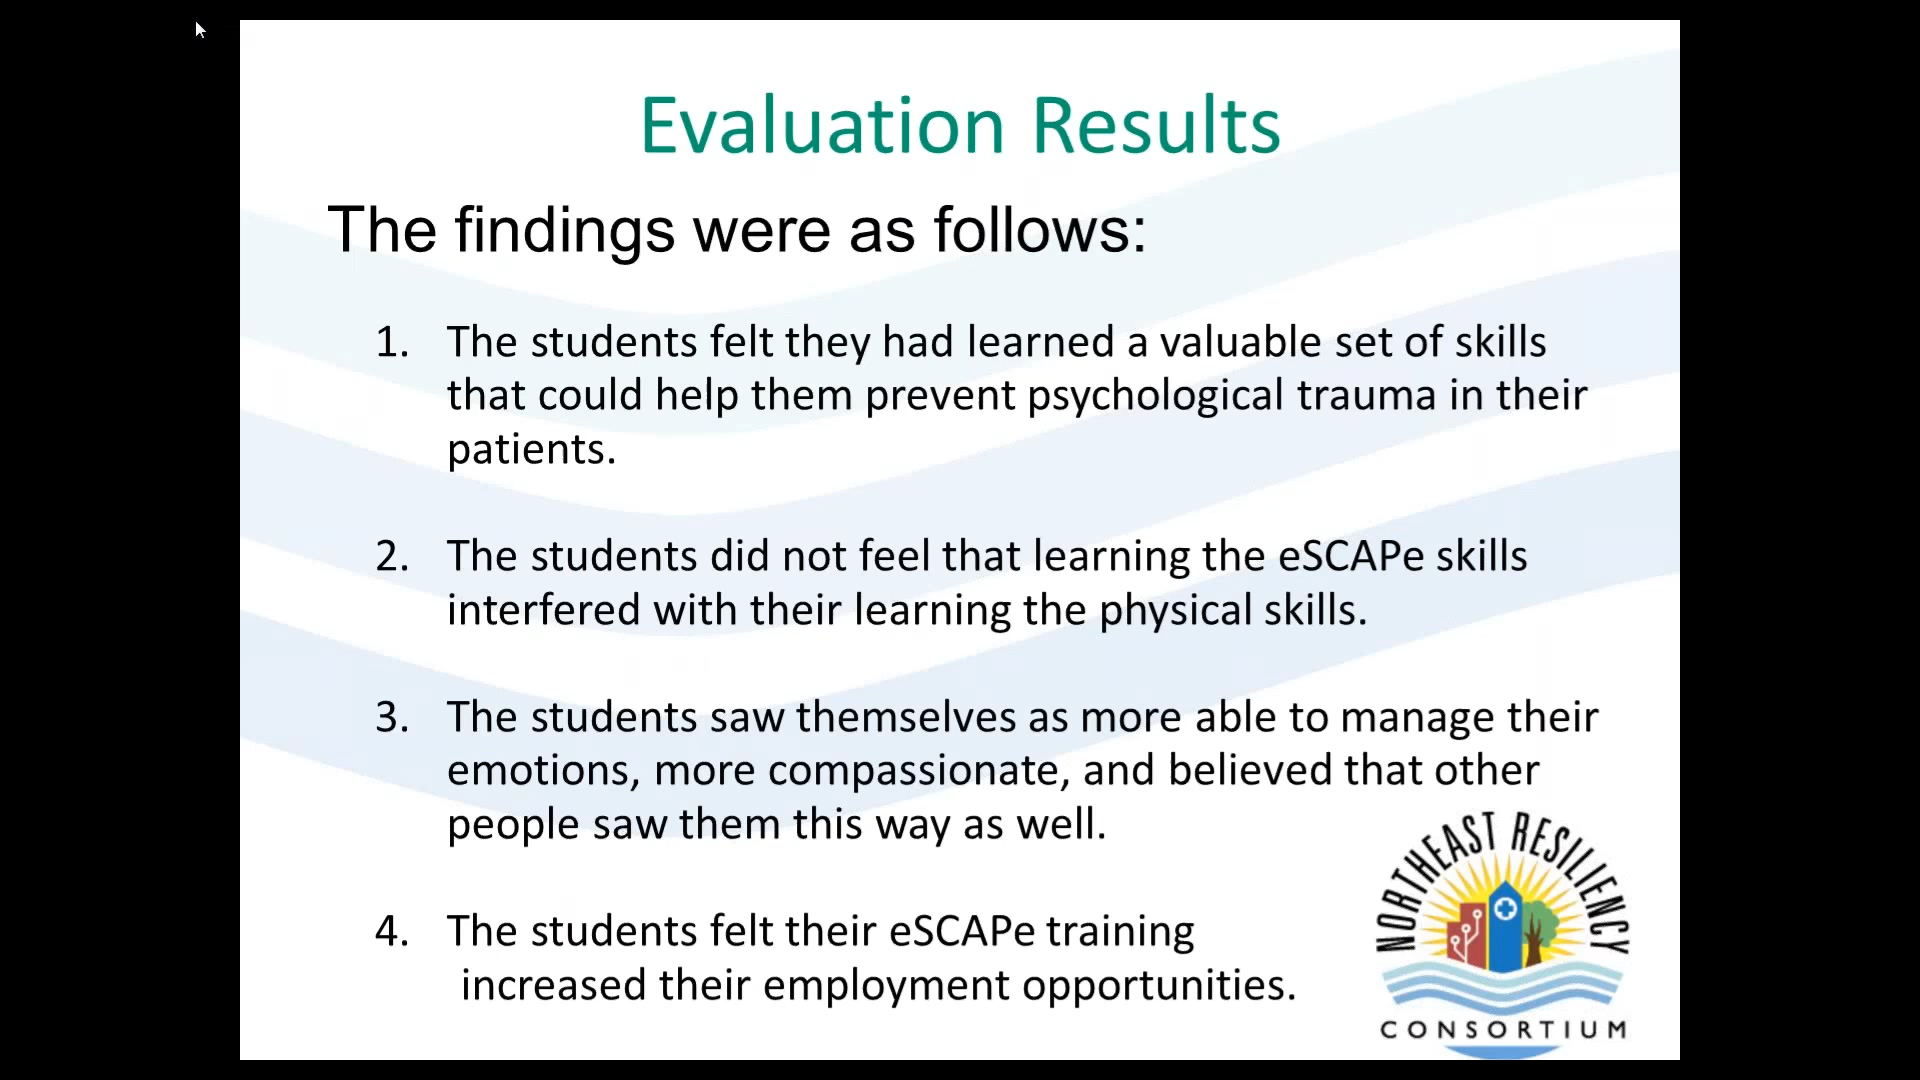 Evaluation Results
The findings were as follows:
1. The students felt they had learned a valuable set of skills
that could help them prevent psychological trauma in their
patients.
2. The students did not feel that learning the eSCAPe skills
interfered with their learning the physical skills.
3. The students saw themselves as more able to manage their
emotions, more compassionate, and believed that other
people saw them this way as well.
4. The students felt their eSCAPe training
increased their employment opportunities.
NORTHEAST RESILIENCY
CONSORTIUM